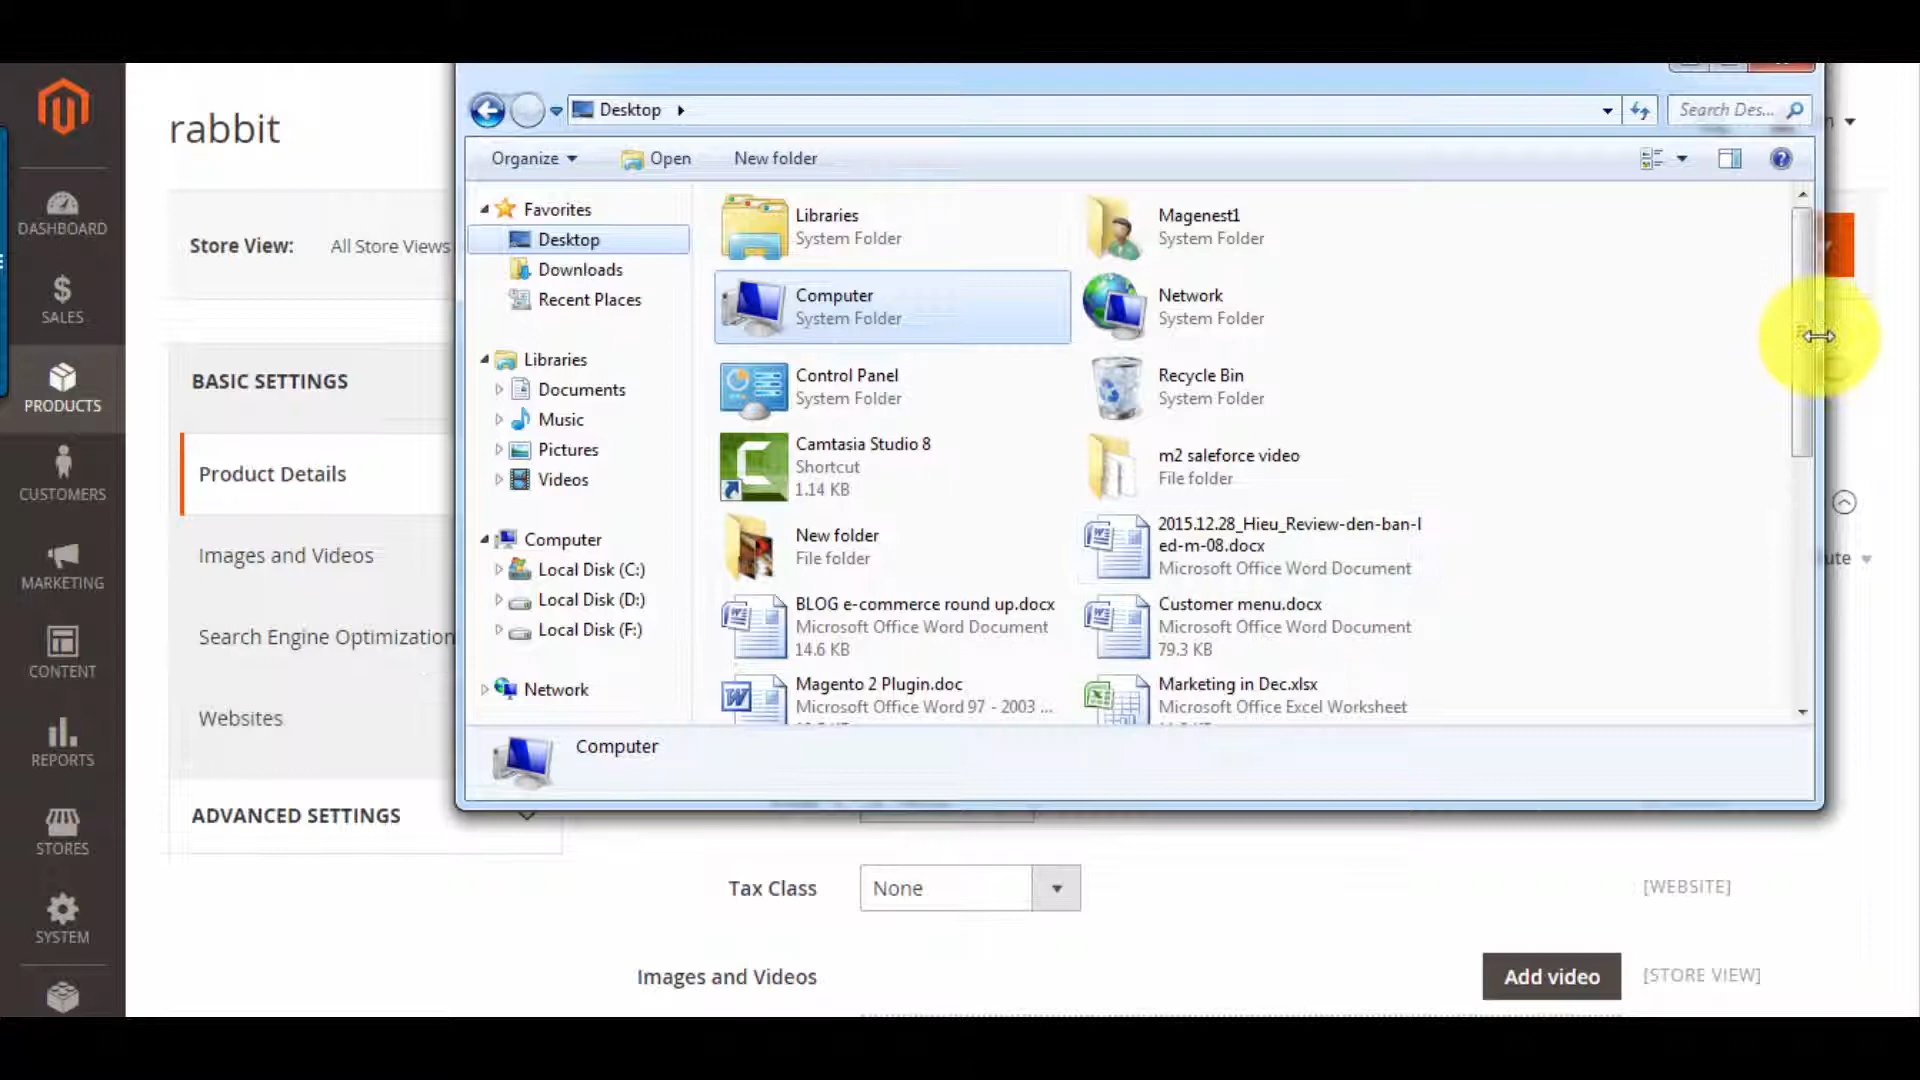 rabbit
Store View: All Store Views
DASHBOARD
SALES
PRODUCTS
CUSTOMERS
MARKETING
CONTENT
REPORTS
STORES
SYSTEM
BASIC SETTINGS
Product Details
Images and Videos
Search Engine Optimization
Websites
ADVANCED SETTINGS
Desktop
Search Des...
Organize
Open
New folder
Favorites
Desktop
Downloads
Recent Places
Libraries
Documents
Music
Pictures
Videos
Computer
Local Disk (C:)
Local Disk (D:)
Local Disk (F:)
Network
Libraries
System Folder
Magenest1
System Folder
Computer
System Folder
Network
System Folder
Control Panel
System Folder
Recycle Bin
System Folder
Camtasia Studio 8
Shortcut
1.14 KB
m2 saleforce video
File folder
New folder
File folder
2015.12.28_Hieu_Review-den-ban-l
ed-m-08.docx
Microsoft Office Word Document
BLOG e-commerce round up.docx
Microsoft Office Word Document
14.6 KB
Customer menu.docx
Microsoft Office Word Document
79.3 KB
Magento 2 Plugin.doc
Microsoft Office Word 97 - 2003 ...
Marketing in Dec.xlsx
Microsoft Office Excel Worksheet
Computer
Tax Class None [WEBSITE]
Images and Videos Add video [STORE VIEW]